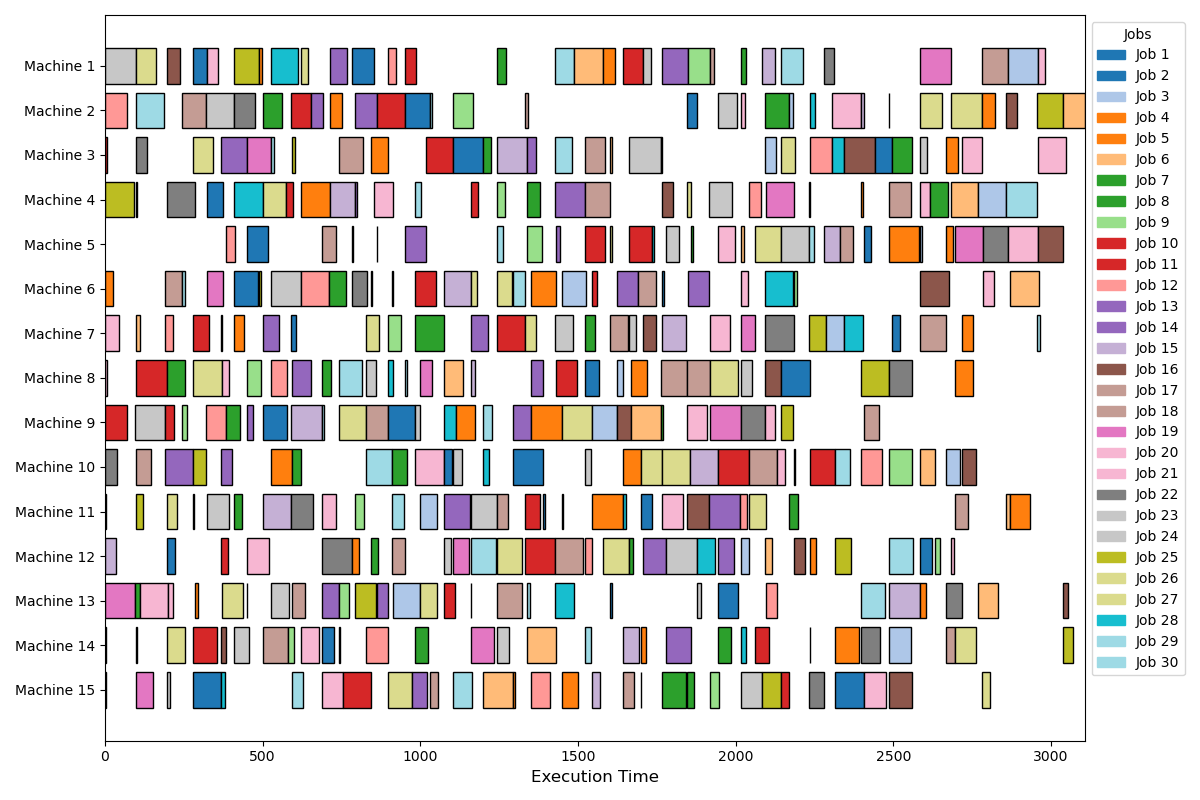 Machine 1
Machine 2
Machine 3
Machine 4
Machine 5
Machine 6
Machine 7
Machine 8
Machine 9
Machine 10
Machine 11
Machine 12
Machine 13
Machine 14
Machine 15
0 500 1000 1500 2000 2500 3000
Execution Time
Jobs
Job 1
Job 2
Job 3
Job 4
Job 5
Job 6
Job 7
Job 8
Job 9
Job 10
Job 11
Job 12
Job 13
Job 14
Job 15
Job 16
Job 17
Job 18
Job 19
Job 20
Job 21
Job 22
Job 23
Job 24
Job 25
Job 26
Job 27
Job 28
Job 29
Job 30